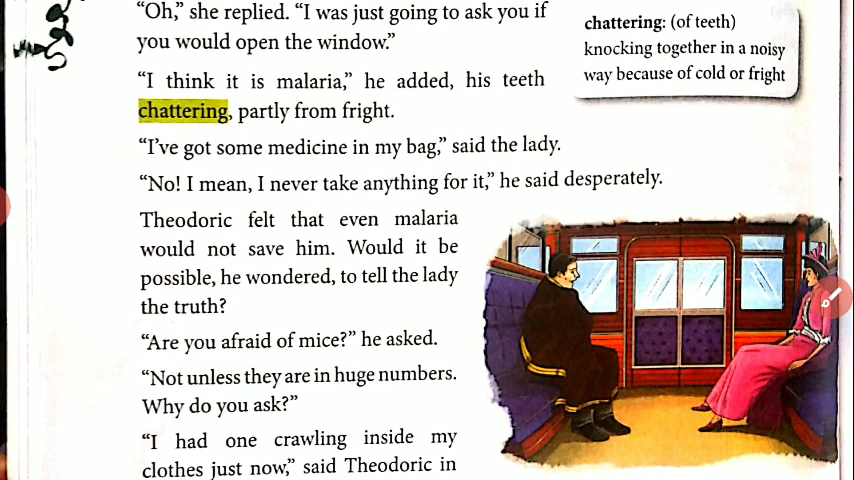 “Oh,” she replied. “I was just going to ask you if
you would open the window.”
“I think it is malaria,” he added, his teeth
chattering, partly from fright.
“I’ve got some medicine in my bag,” said the lady.
“No! I mean, I never take anything for it,” he said desperately.
Theodoric felt that even malaria
would not save him. Would it be
possible, he wondered, to tell the lady
the truth?
“Are you afraid of mice?” he asked.
“Not unless they are in huge numbers.
Why do you ask?”
“I had one crawling inside my
clothes just now,” said Theodoric in
chattering: (of teeth)
knocking together in a noisy
way because of cold or fright